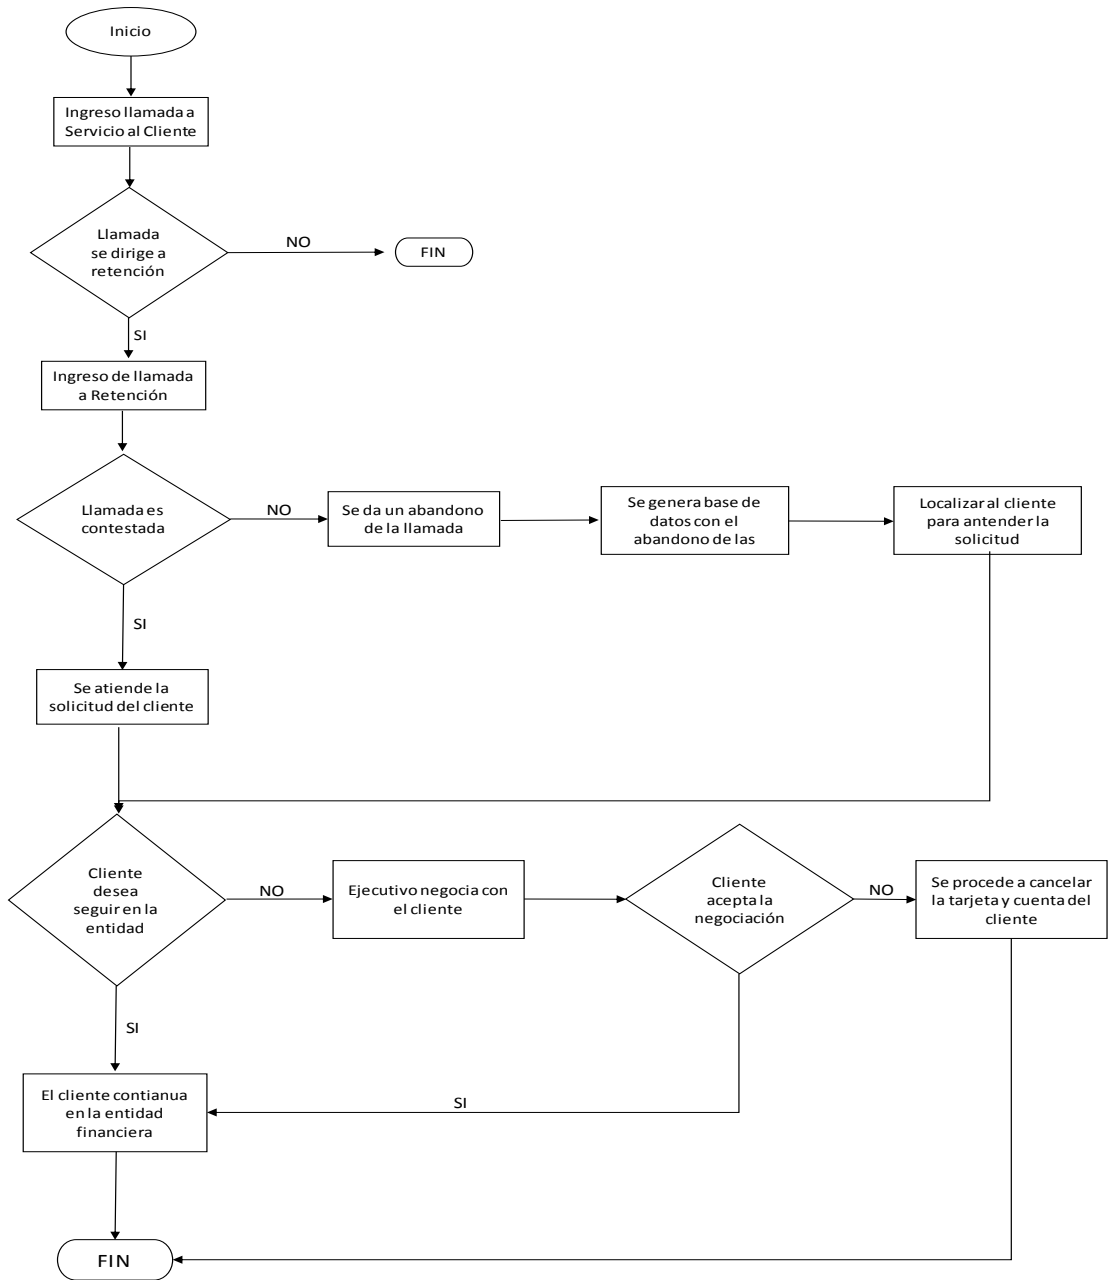 Inicio
Ingreso llamada a
Servicio al Cliente
Llamada
se dirige a
retención
NO
FIN
SI
Ingreso de llamada
a Retención
Llamada es
contestada
NO
Se da un abandono
de la llamada
Se genera base de
datos con el
abandono de las
Localizar al cliente
para antender la
solicitud
SI
Se atiende la
solicitud del cliente
Cliente
desea
seguir en la
entidad
NO
Ejecutivo negocia con
el cliente
Cliente
acepta la
negociación
NO
Se procede a cancelar
la tarjeta y cuenta del
cliente
SI
El cliente contianua
en la entidad
financiera
SI
FIN